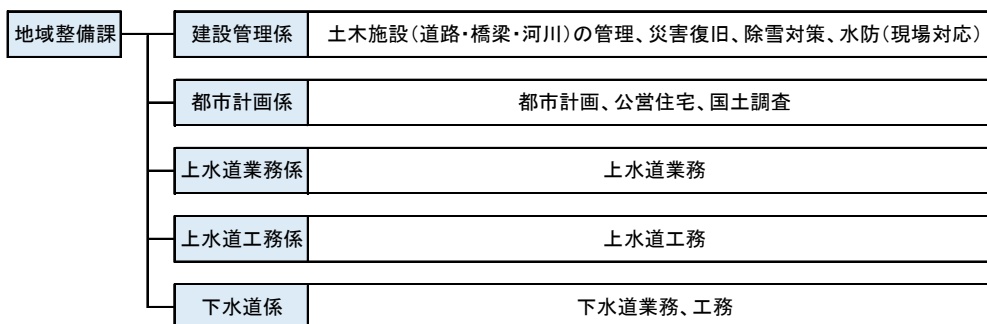 地域整備課
建設管理係 土木施設（道路・橋梁・河川）の管理、災害復旧、除雪対策、水防（現場対応）
都市計画係 都市計画、公営住宅、国土調査
上水道業務係 上水道業務
上水道工務係 上水道工務
下水道係 下水道業務、工務